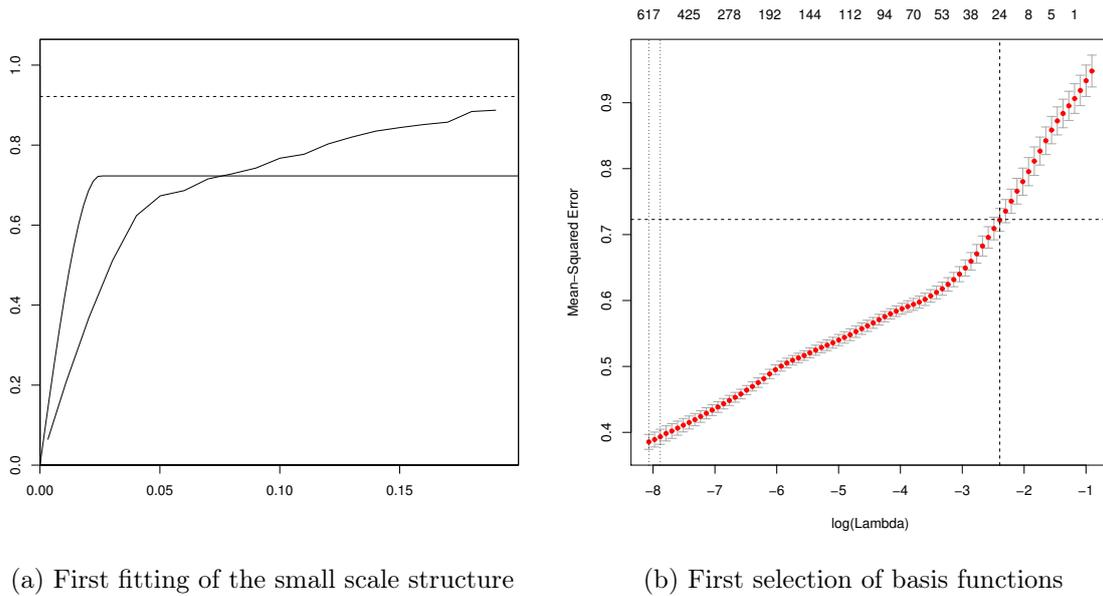 617 425 278 192 144 112 94 70 53 38 24 8 5 1
1.0
0.8
0.6
0.4
0.2
0.0
0.00 0.05 0.10 0.15
0.9
0.8
0.7
0.6
0.5
0.4
Mean−Squared Error
−8 −7 −6 −5 −4 −3 −2 −1
log(Lambda)
(a) First fitting of the small scale structure
(b) First selection of basis functions